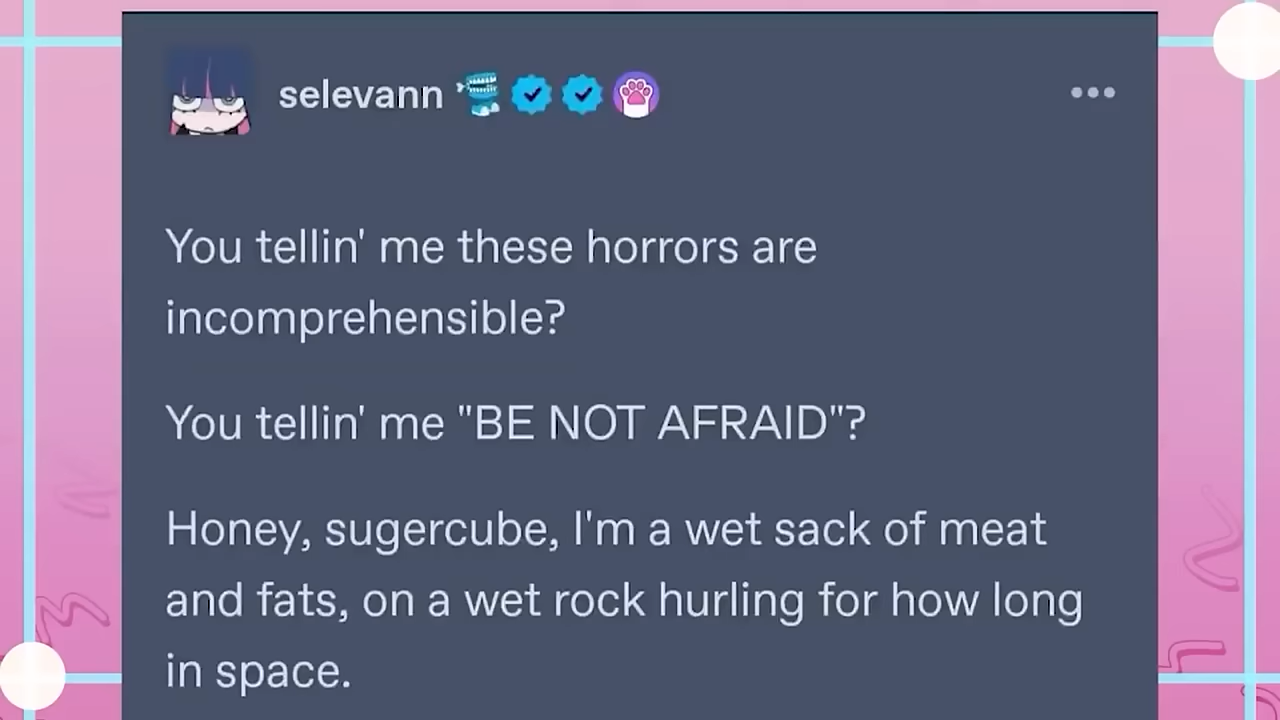 selevann
You tellin' me these horrors are
incomprehensible?
You tellin' me "BE NOT AFRAID"?
Honey, sugercube, I'm a wet sack of meat
and fats, on a wet rock hurling for how long
in space.